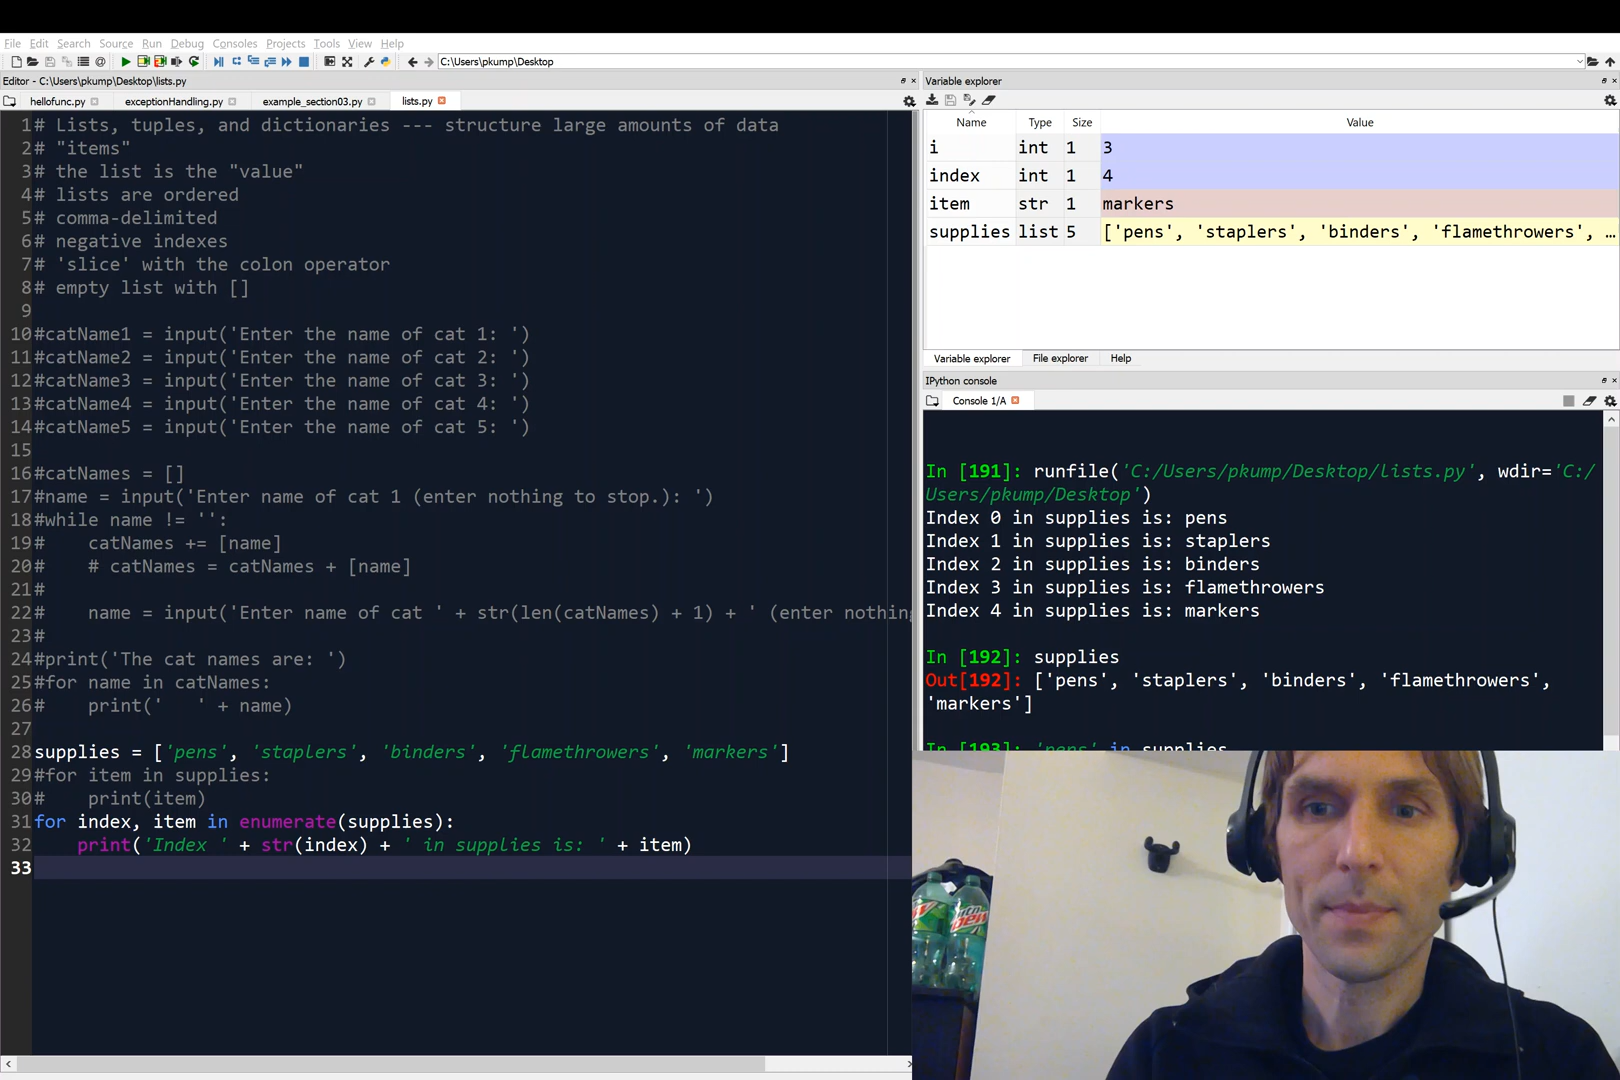 File Edit Search Source Run Debug Consoles Projects Tools View Help
C:\Users\pkump\Desktop
Editor - C:\Users\pkump\Desktop\lists.py
hellofunc.py exceptionHandling.py example_section03.py lists.py
1# Lists, tuples, and dictionaries --- structure large amounts of data
2# "items"
3# the list is the "value"
4# lists are ordered
5# comma-delimited
6# negative indexes
7# 'slice' with the colon operator
8# empty list with []
9
10#catName1 = input('Enter the name of cat 1: ')
11#catName2 = input('Enter the name of cat 2: ')
12#catName3 = input('Enter the name of cat 3: ')
13#catName4 = input('Enter the name of cat 4: ')
14#catName5 = input('Enter the name of cat 5: ')
15
16#catNames = []
17#name = input('Enter name of cat 1 (enter nothing to stop.): ')
18#while name != '':
19#    catNames += [name]
20#    # catNames = catNames + [name]
21#
22#    name = input('Enter name of cat ' + str(len(catNames) + 1) + ' (enter nothing
23#
24#print('The cat names are: ')
25#for name in catNames:
26#    print('   ' + name)
27
28 supplies = ['pens', 'staplers', 'binders', 'flamethrowers', 'markers']
29#for item in supplies:
30#    print(item)
31 for index, item in enumerate(supplies):
32     print('Index ' + str(index) + ' in supplies is: ' + item)
33
Variable explorer
Name Type Size Value
i int 1 3
index int 1 4
item str 1 markers
supplies list 5 ['pens', 'staplers', 'binders', 'flamethrowers', …
Variable explorer File explorer Help
IPython console
Console 1/A
In [191]: runfile('C:/Users/pkump/Desktop/lists.py', wdir='C:/
Users/pkump/Desktop')
Index 0 in supplies is: pens
Index 1 in supplies is: staplers
Index 2 in supplies is: binders
Index 3 in supplies is: flamethrowers
Index 4 in supplies is: markers
In [192]: supplies
Out[192]: ['pens', 'staplers', 'binders', 'flamethrowers',
'markers']
In [193]: 'pens' in supplies